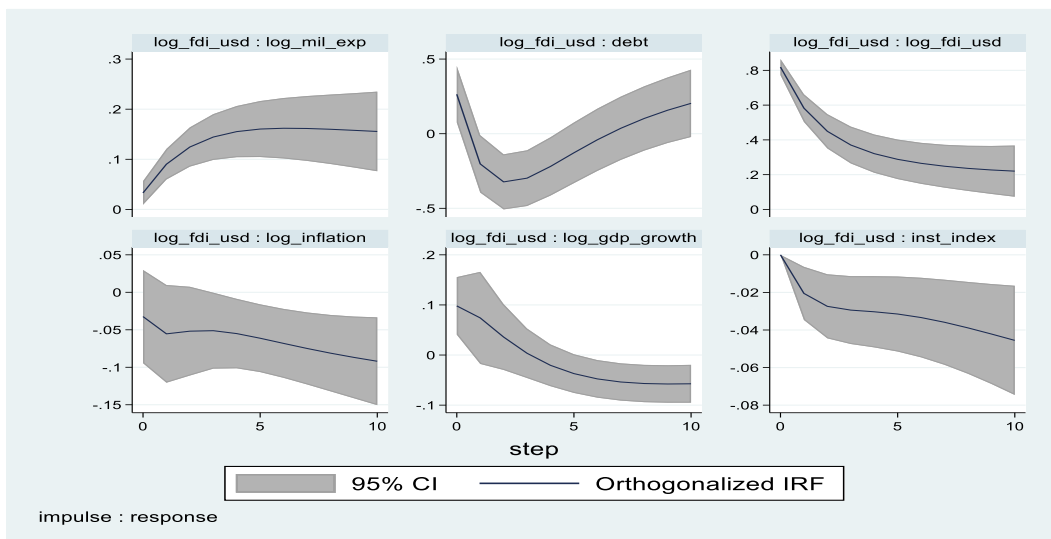 log_fdi_usd : log_mil_exp
.3
.2
.1
0
log_fdi_usd : debt
.5
0
-.5
log_fdi_usd : log_fdi_usd
.8
.6
.4
.2
0
log_fdi_usd : log_inflation
.05
0
-.05
-.1
-.15
0 5 10
log_fdi_usd : log_gdp_growth
.2
.1
0
-.1
0 5 10
log_fdi_usd : inst_index
0
-.02
-.04
-.06
-.08
0 5 10
step
95% CI Orthogonalized IRF
impulse : response